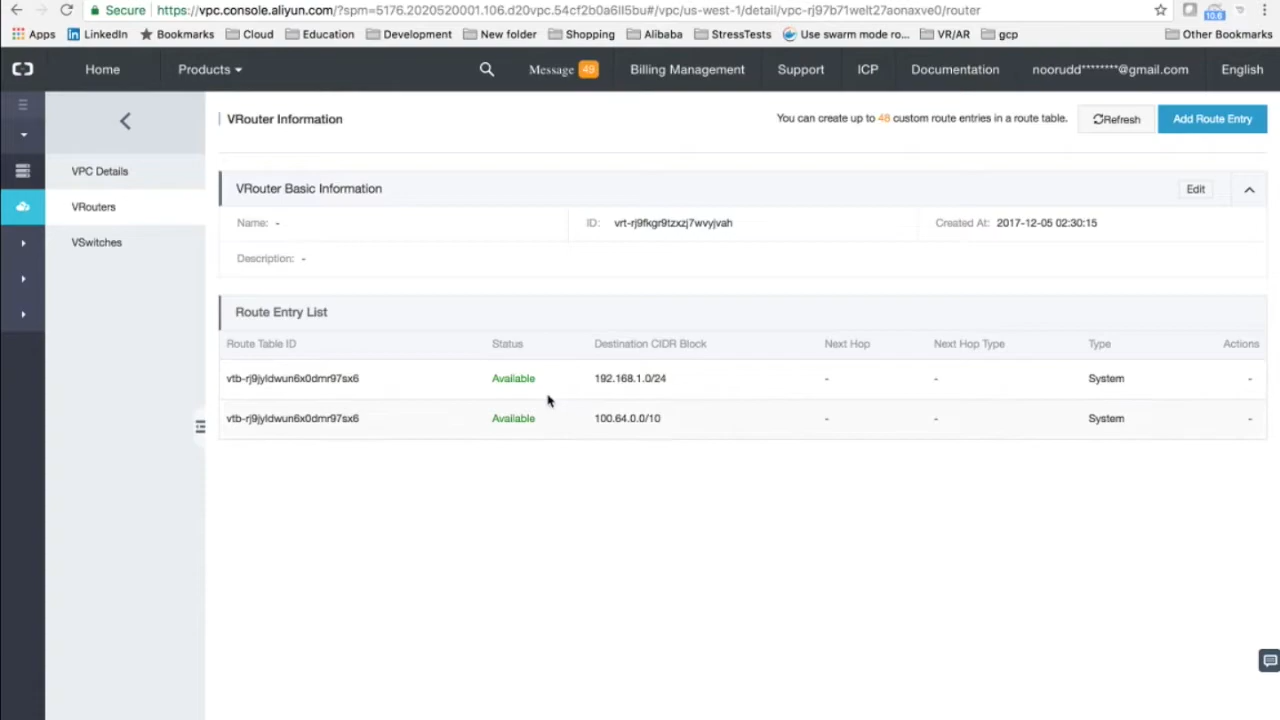 Secure https://vpc.console.aliyun.com/?spm=5176.2020520001.106.d20vpc.54cf2b0a6lI5bu#/vpc/us-west-1/detail/vpc-rj97b71welt27aonaxve0/router
10.6
Apps LinkedIn Bookmarks Cloud Education Development New folder Shopping Alibaba StressTests Use swarm mode ro... VR/AR gcp Other Bookmarks
Home Products Message 49 Billing Management Support ICP Documentation noorudd********@gmail.com English
VRouter Information You can create up to 48 custom route entries in a route table. Refresh Add Route Entry
VPC Details
VRouters
VSwitches
VRouter Basic Information Edit
Name: - ID: vrt-rj9fkgr9tzxzj7wvyjvah Created At: 2017-12-05 02:30:15
Description: -
Route Entry List
Route Table ID Status Destination CIDR Block Next Hop Next Hop Type Type Actions
vtb-rj9jyldwun6x0dmr97sx6 Available 192.168.1.0/24 - - System -
vtb-rj9jyldwun6x0dmr97sx6 Available 100.64.0.0/10 - - System -